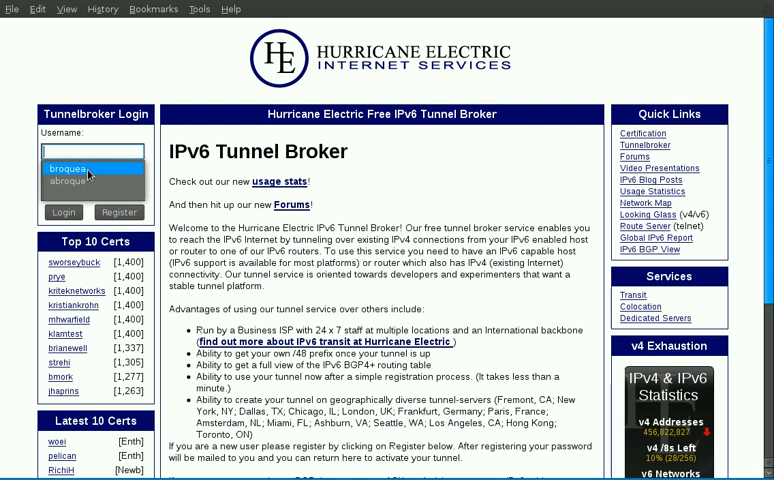 File Edit View History Bookmarks Tools Help
HE
HURRICANE ELECTRIC
INTERNET SERVICES
Tunnelbroker Login
Username:
broquea
abroque
Login Register
Top 10 Certs
sworseybuck [1,400]
prye [1,400]
kriteknetworks [1,400]
kristiankrohn [1,400]
mhwarfield [1,400]
klamtest [1,400]
brianewell [1,337]
strehi [1,305]
bmork [1,277]
jhaprins [1,263]
Latest 10 Certs
woei [Enth]
pelican [Enth]
RichiH [Newb]
Hurricane Electric Free IPv6 Tunnel Broker
IPv6 Tunnel Broker
Check out our new usage stats!
And then hit up our new Forums!
Welcome to the Hurricane Electric IPv6 Tunnel Broker! Our free tunnel broker service enables you
to reach the IPv6 Internet by tunneling over existing IPv4 connections from your IPv6 enabled host
or router to one of our IPv6 routers. To use this service you need to have an IPv6 capable host
(IPv6 support is available for most platforms) or router which also has IPv4 (existing Internet)
connectivity. Our tunnel service is oriented towards developers and experimenters that want a
stable tunnel platform.
Advantages of using our tunnel service over others include:
• Run by a Business ISP with 24 x 7 staff at multiple locations and an International backbone
(find out more about IPv6 transit at Hurricane Electric )
• Ability to get your own /48 prefix once your tunnel is up
• Ability to get a full view of the IPv6 BGP4+ routing table
• Ability to use your tunnel now after a simple registration process. (It takes less than a
minute.)
• Ability to create your tunnel on geographically diverse tunnel-servers (Fremont, CA; New
York, NY; Dallas, TX; Chicago, IL; London, UK; Frankfurt, Germany; Paris, France;
Amsterdam, NL; Miami, FL; Ashburn, VA; Seattle, WA; Los Angeles, CA; Hong Kong;
Toronto, ON)
If you are a new user please register by clicking on Register below. After registering your password
will be mailed to you and you can return here to activate your tunnel.
Quick Links
Certification
Tunnelbroker
Forums
Video Presentations
IPv6 Blog Posts
Usage Statistics
Network Map
Looking Glass (v4/v6)
Route Server (telnet)
Global IPv6 Report
IPv6 BGP View
Services
Transit
Colocation
Dedicated Servers
v4 Exhaustion
IPv4 & IPv6
Statistics
v4 Addresses
456,822,827
v4 /8s Left
10% (28/256)
v6 Networks